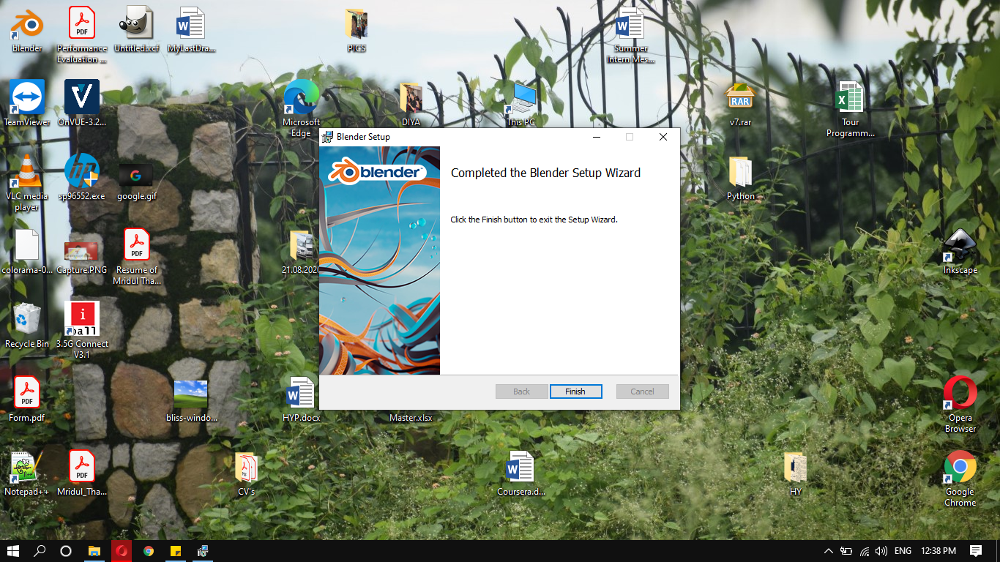 blender
Performance
Evaluation ...
Untitled.xcf
MyLastDra...
PICS
Summer
Intern Mes...
TeamViewer
OnVUE-3.2...
Microsoft
Edge
DIYA
This PC
v7.rar
Tour
Programm...
Blender Setup
blender
Completed the Blender Setup Wizard
Click the Finish button to exit the Setup Wizard.
Back
Finish
Cancel
VLC media
player
sp96552.exe
google.gif
Python
colorama-0...
Capture.PNG
Resume of
Mridul Tha...
21.08.2020
Inkscape
Recycle Bin
3.5G Connect
V3.1
Form.pdf
bliss-windo...
HYP.docx
Master.xlsx
Opera
Browser
Notepad++
Mridul_Tha...
CV's
Coursera.d...
HY
Google
Chrome
ENG
12:38 PM